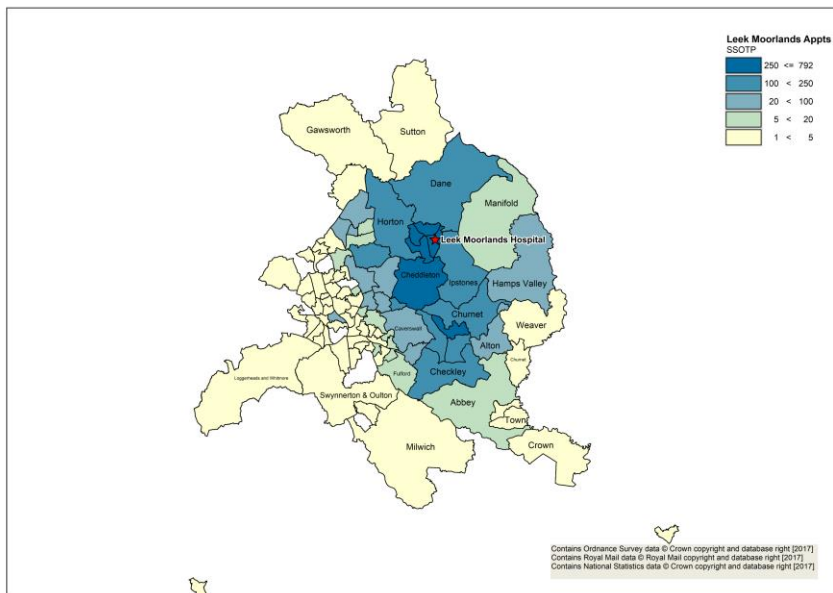 Leek Moorlands Appts
SSOTP
250 <= 792
100 < 250
20 < 100
5 < 20
1 < 5
Gawsworth
Sutton
Dane
Manifold
Horton
Leek Moorlands Hospital
Cheddleton
Ipstones
Hamps Valley
Churnet
Weaver
Caverswall
Alton
Churnet
Checkley
Fulford
Loggerheads and Whitmore
Swynnerton & Oulton
Abbey
Town
Milwich
Crown
Contains Ordnance Survey data © Crown copyright and database right [2017]
Contains Royal Mail data © Royal Mail copyright and database right [2017]
Contains National Statistics data © Crown copyright and database right [2017]